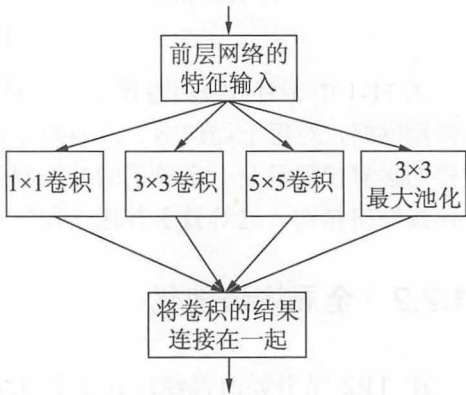 前层网络的
特征输入
1×1卷积
3×3卷积
5×5卷积
3×3
最大池化
将卷积的结果
连接在一起